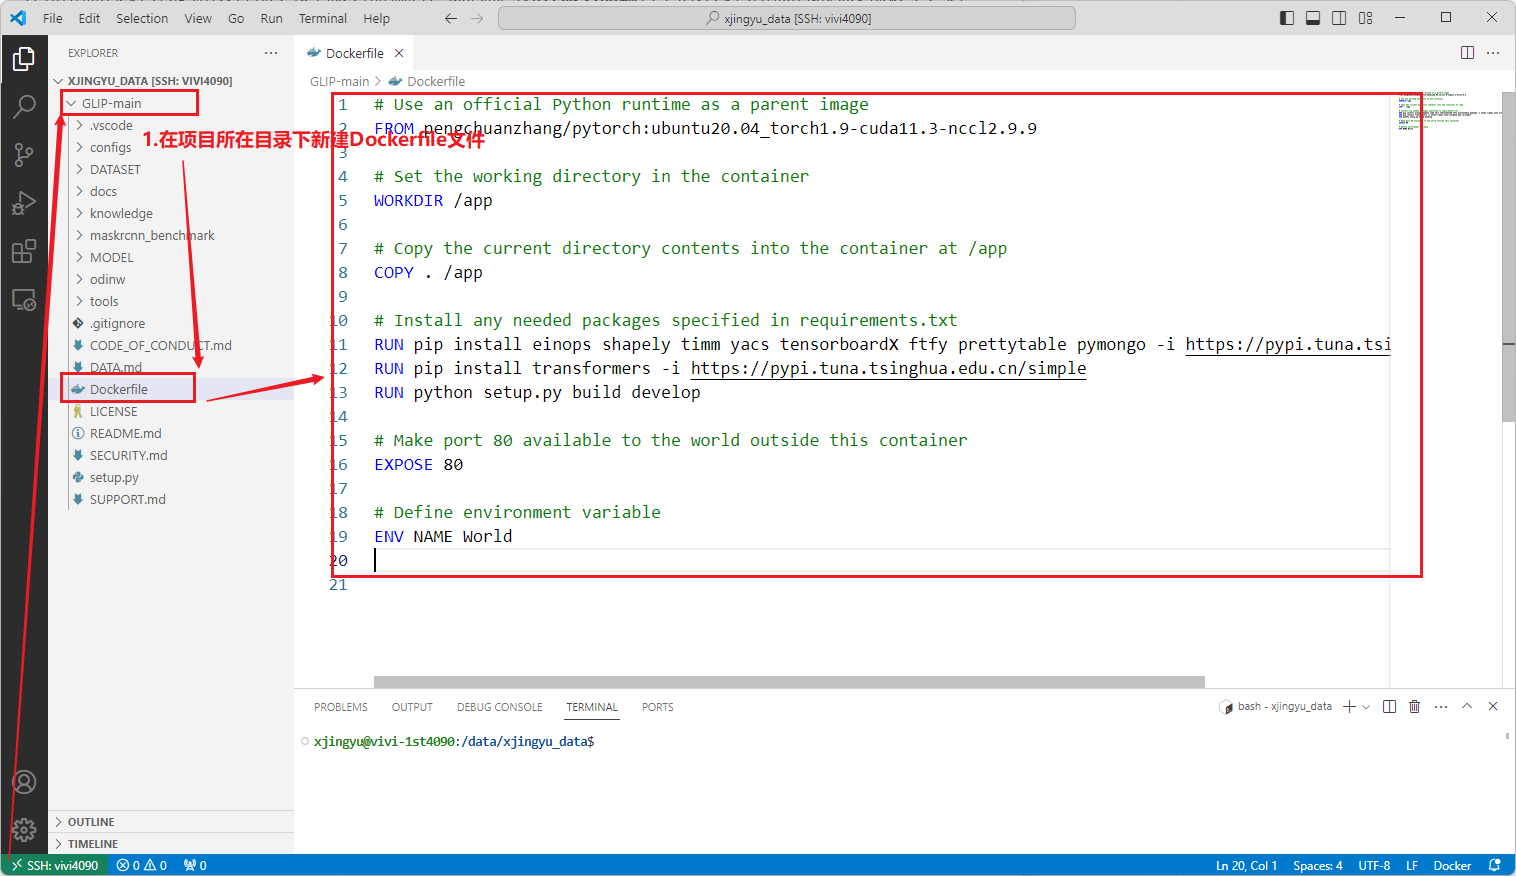 File Edit Selection View Go Run Terminal Help
xjingyu_data [SSH: vivi4090]
EXPLORER
XJINGYU_DATA [SSH: VIVI4090]
GLIP-main
.vscode
configs
DATASET
docs
knowledge
maskrcnn_benchmark
MODEL
odinw
tools
.gitignore
CODE_OF_CONDUCT.md
DATA.md
Dockerfile
LICENSE
README.md
SECURITY.md
setup.py
SUPPORT.md
OUTLINE
TIMELINE
1.在项目所在目录下新建Dockerfile文件
Dockerfile
GLIP-main > Dockerfile
1 # Use an official Python runtime as a parent image
2 FROM pengchuanzhang/pytorch:ubuntu20.04_torch1.9-cuda11.3-nccl2.9.9
3
4 # Set the working directory in the container
5 WORKDIR /app
6
7 # Copy the current directory contents into the container at /app
8 COPY . /app
9
10 # Install any needed packages specified in requirements.txt
11 RUN pip install einops shapely timm yacs tensorboardX ftfy prettytable pymongo -i https://pypi.tuna.tsi
12 RUN pip install transformers -i https://pypi.tuna.tsinghua.edu.cn/simple
13 RUN python setup.py build develop
14
15 # Make port 80 available to the world outside this container
16 EXPOSE 80
17
18 # Define environment variable
19 ENV NAME World
20
21
PROBLEMS OUTPUT DEBUG CONSOLE TERMINAL PORTS
bash - xjingyu_data
xjingyu@vivi-1st4090:/data/xjingyu_data$
SSH: vivi4090 0 0 0
Ln 20, Col 1 Spaces: 4 UTF-8 LF Docker